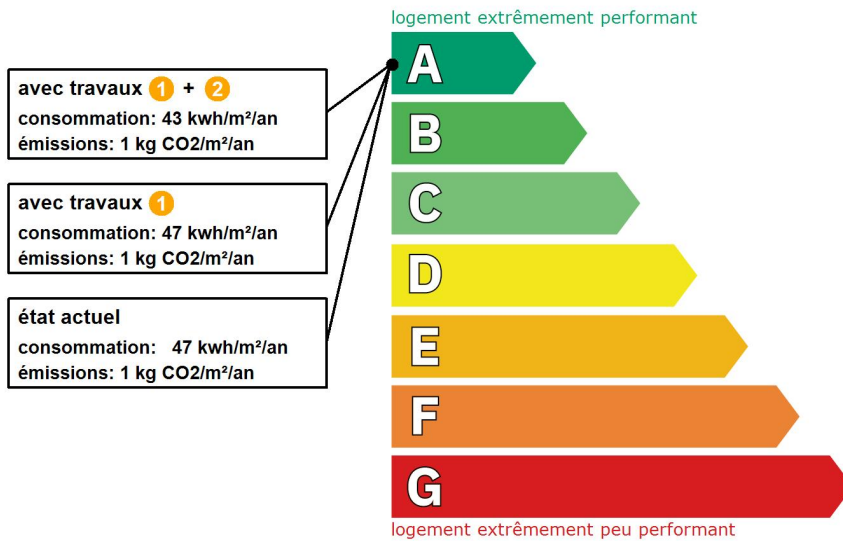 logement extrêmement performant
avec travaux 1 + 2
consommation: 43 kwh/m²/an
émissions: 1 kg CO2/m²/an
avec travaux 1
consommation: 47 kwh/m²/an
émissions: 1 kg CO2/m²/an
état actuel
consommation: 47 kwh/m²/an
émissions: 1 kg CO2/m²/an
A
B
C
D
E
F
G
logement extrêmement peu performant